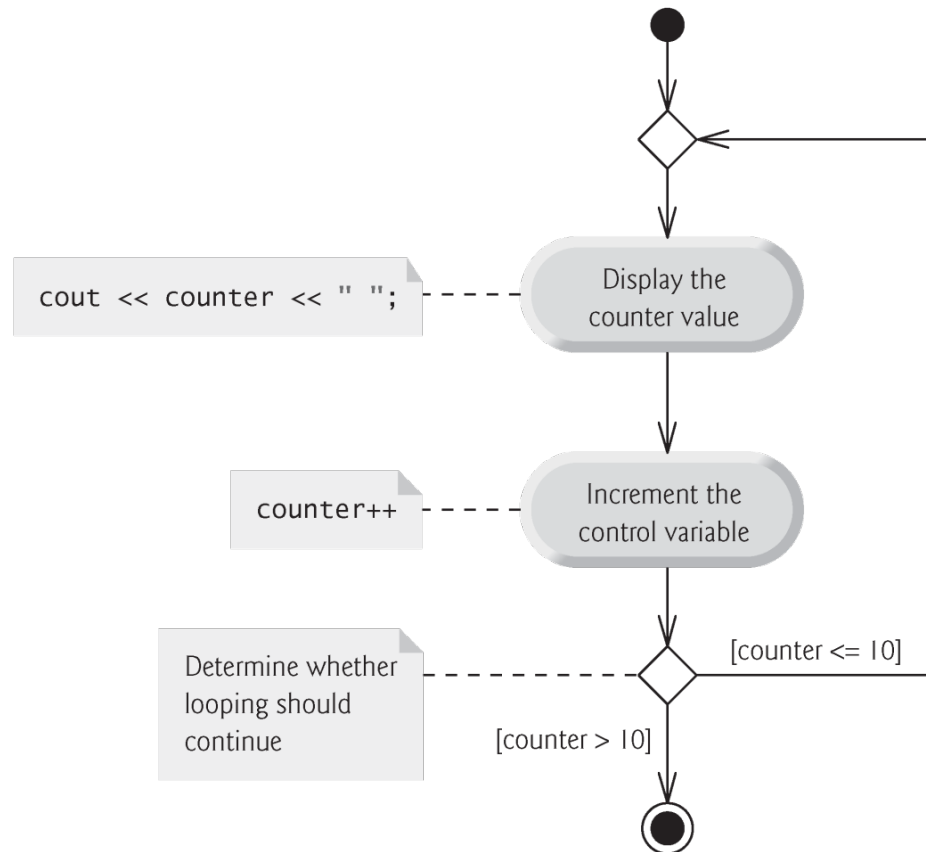 Display the
counter value
cout << counter << " ";
Increment the
control variable
counter++
Determine whether
looping should
continue
[counter <= 10]
[counter > 10]